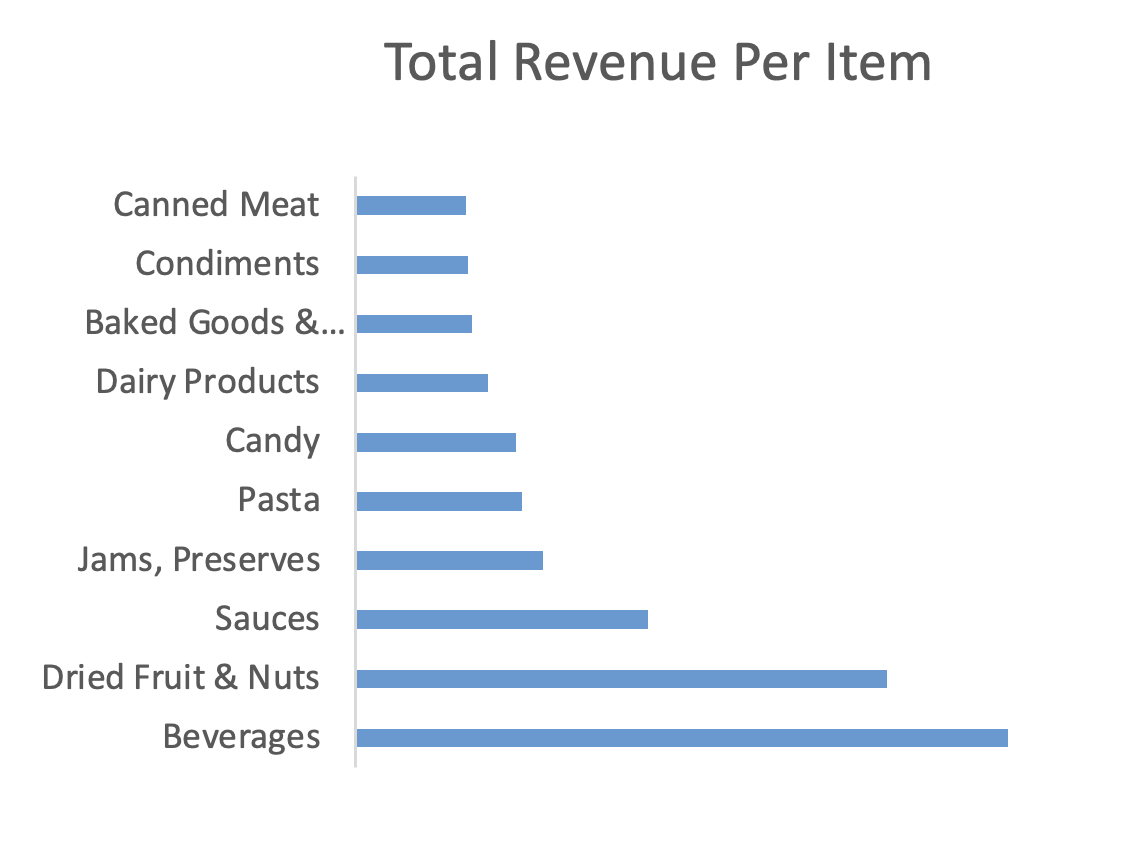 Total Revenue Per Item
Canned Meat
Condiments
Baked Goods &...
Dairy Products
Candy
Pasta
Jams, Preserves
Sauces
Dried Fruit & Nuts
Beverages